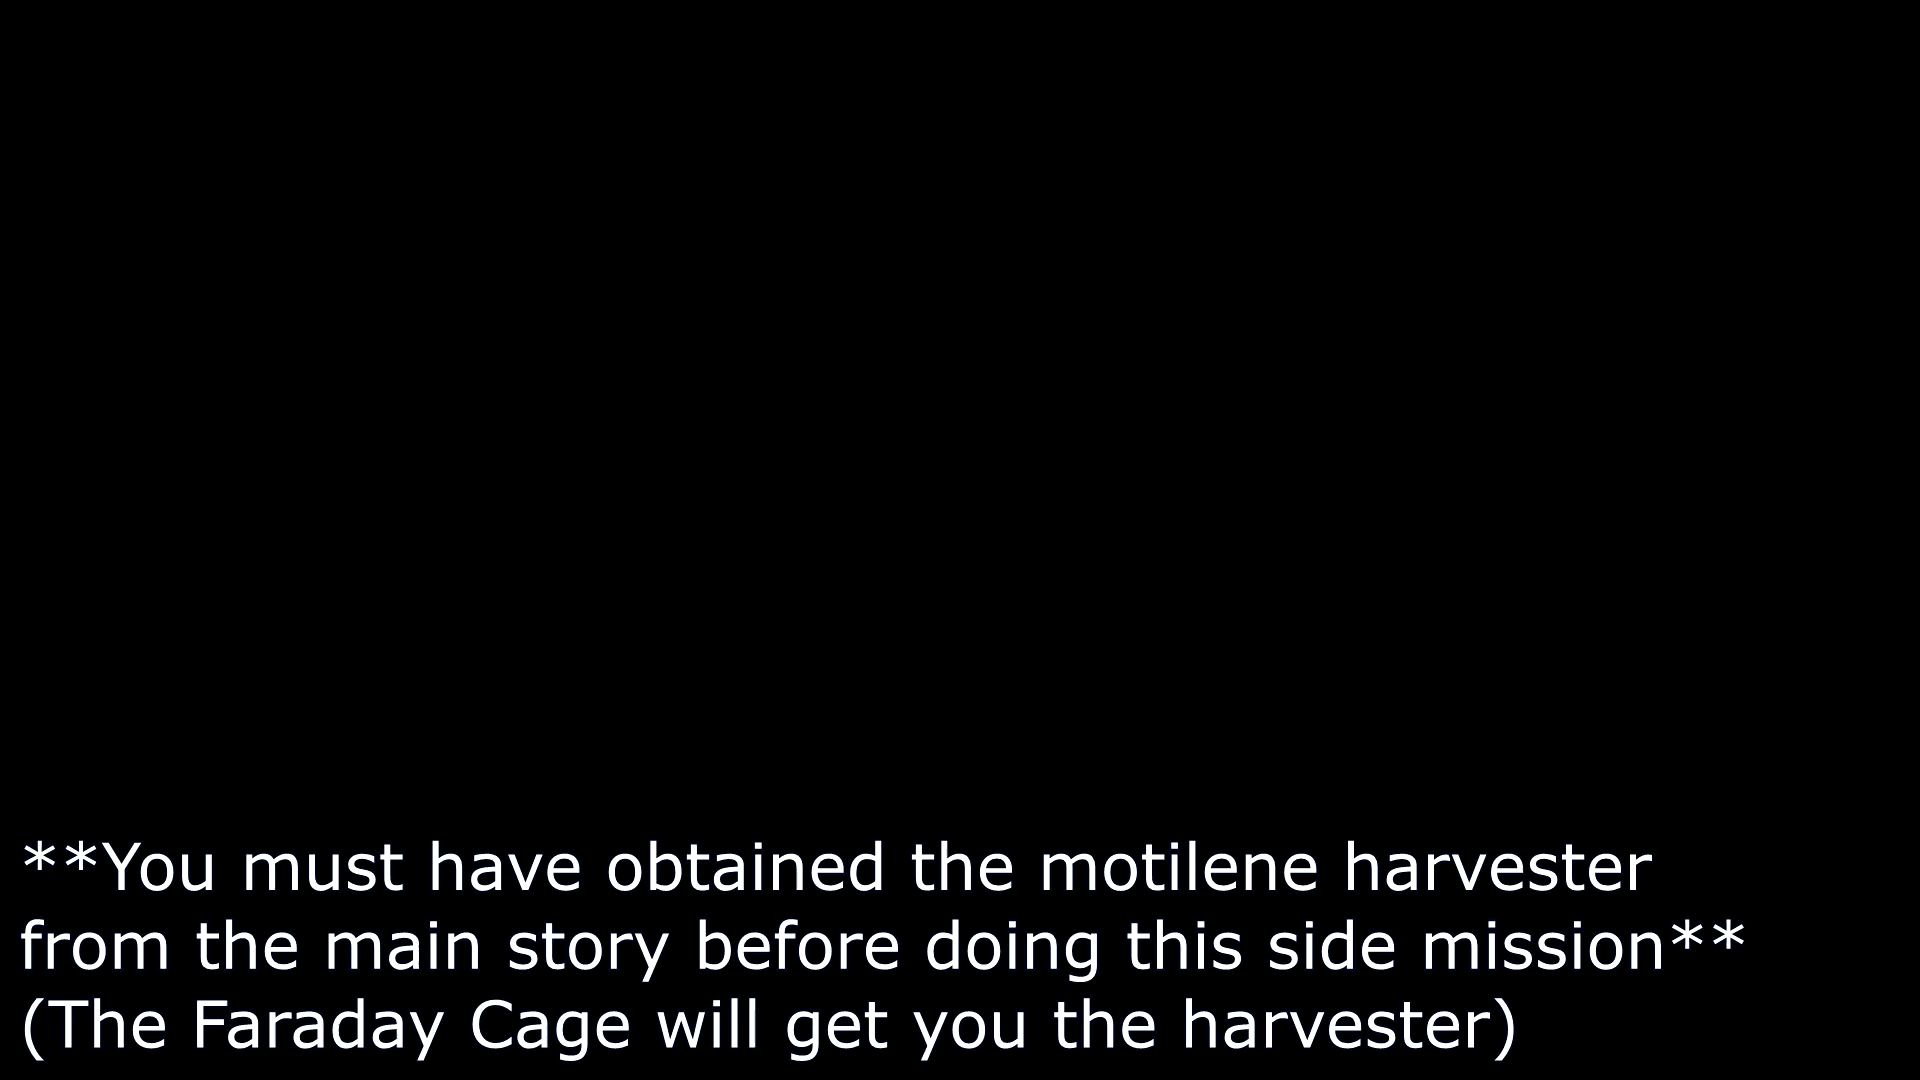 **You must have obtained the motilene harvester
from the main story before doing this side mission**
(The Faraday Cage will get you the harvester)